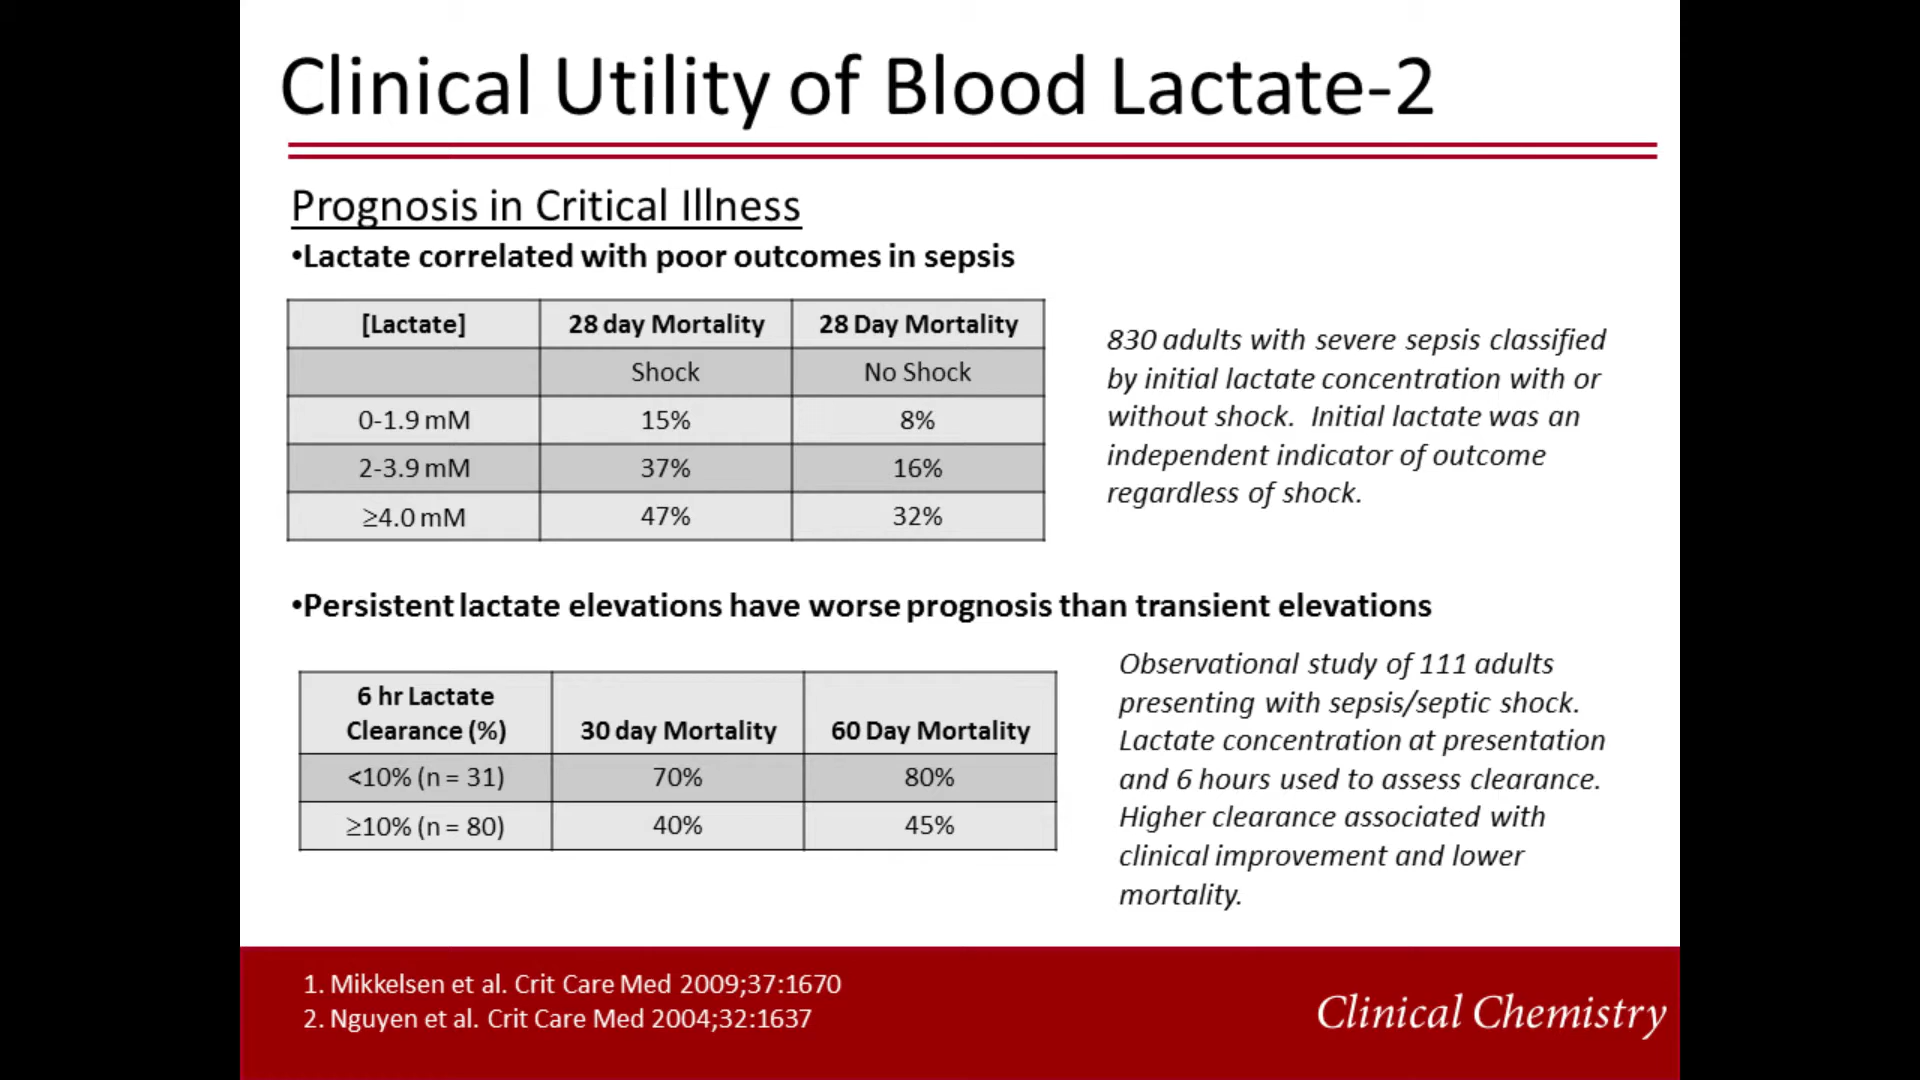 Clinical Utility of Blood Lactate-2
Prognosis in Critical Illness
•Lactate correlated with poor outcomes in sepsis
[Lactate] 28 day Mortality 28 Day Mortality
Shock No Shock
0-1.9 mM 15% 8%
2-3.9 mM 37% 16%
≥4.0 mM 47% 32%
830 adults with severe sepsis classified
by initial lactate concentration with or
without shock. Initial lactate was an
independent indicator of outcome
regardless of shock.
•Persistent lactate elevations have worse prognosis than transient elevations
6 hr Lactate
Clearance (%) 30 day Mortality 60 Day Mortality
<10% (n = 31) 70% 80%
≥10% (n = 80) 40% 45%
Observational study of 111 adults
presenting with sepsis/septic shock.
Lactate concentration at presentation
and 6 hours used to assess clearance.
Higher clearance associated with
clinical improvement and lower
mortality.
1. Mikkelsen et al. Crit Care Med 2009;37:1670
2. Nguyen et al. Crit Care Med 2004;32:1637
Clinical Chemistry